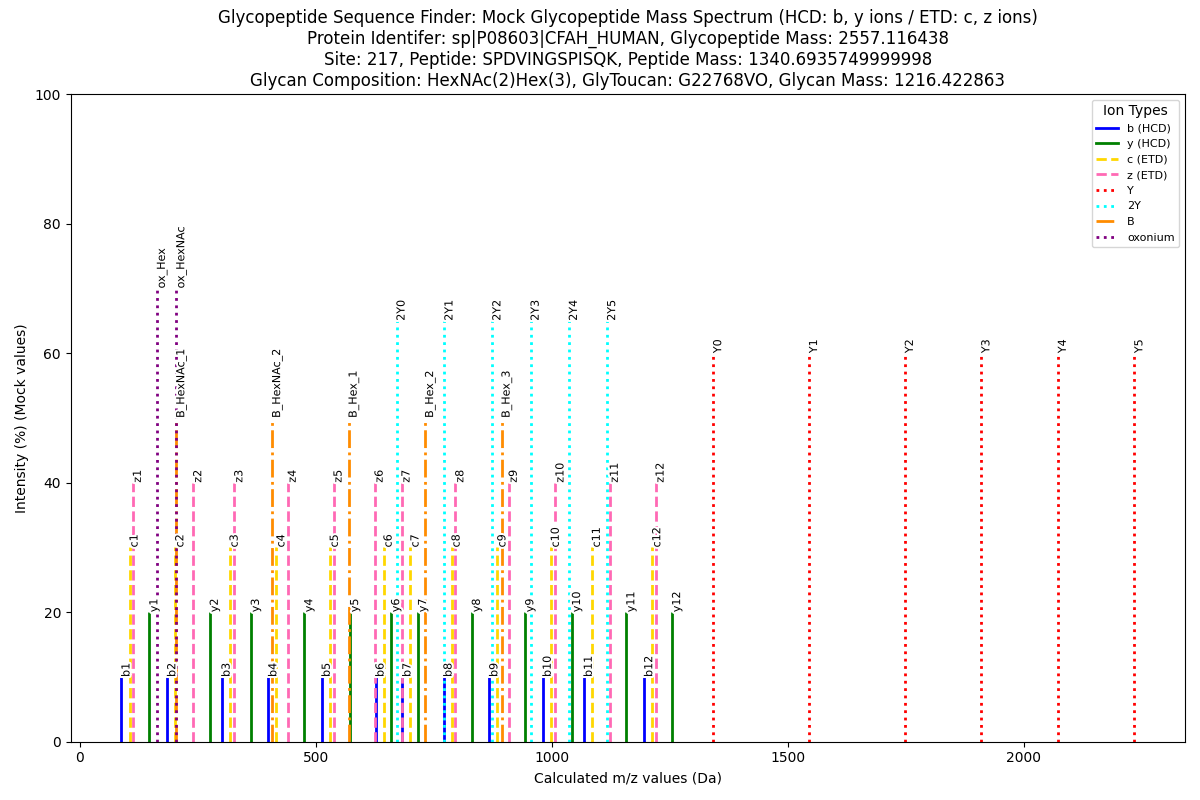 Glycopeptide Sequence Finder: Mock Glycopeptide Mass Spectrum (HCD: b, y ions / ETD: c, z ions)
Protein Identifer: sp|P08603|CFAH_HUMAN, Glycopeptide Mass: 2557.116438
Site: 217, Peptide: SPDVINGSPISQK, Peptide Mass: 1340.6935749999998
Glycan Composition: HexNAc(2)Hex(3), GlyToucan: G22768VO, Glycan Mass: 1216.422863
100
80
60
40
20
0
Intensity (%) (Mock values)
Ion Types
b (HCD)
y (HCD)
c (ETD)
z (ETD)
Y
2Y
B
oxonium
ox_Hex
ox_HexNAc
2Y0
2Y1
2Y2
2Y3
2Y4
2Y5
Y0
Y1
Y2
Y3
Y4
Y5
B_HexNAc_1
B_HexNAc_2
B_Hex_1
B_Hex_2
B_Hex_3
z1
z2
z3
z4
z5
z6
z7
z8
z9
z10
z11
z12
c1
c2
c3
c4
c5
c6
c7
c8
c9
c10
c11
c12
y1
y2
y3
y4
y5
y6
y7
y8
y9
y10
y11
y12
b1
b2
b3
b4
b5
b6
b7
b8
b9
b10
b11
b12
0
500
1000
1500
2000
Calculated m/z values (Da)